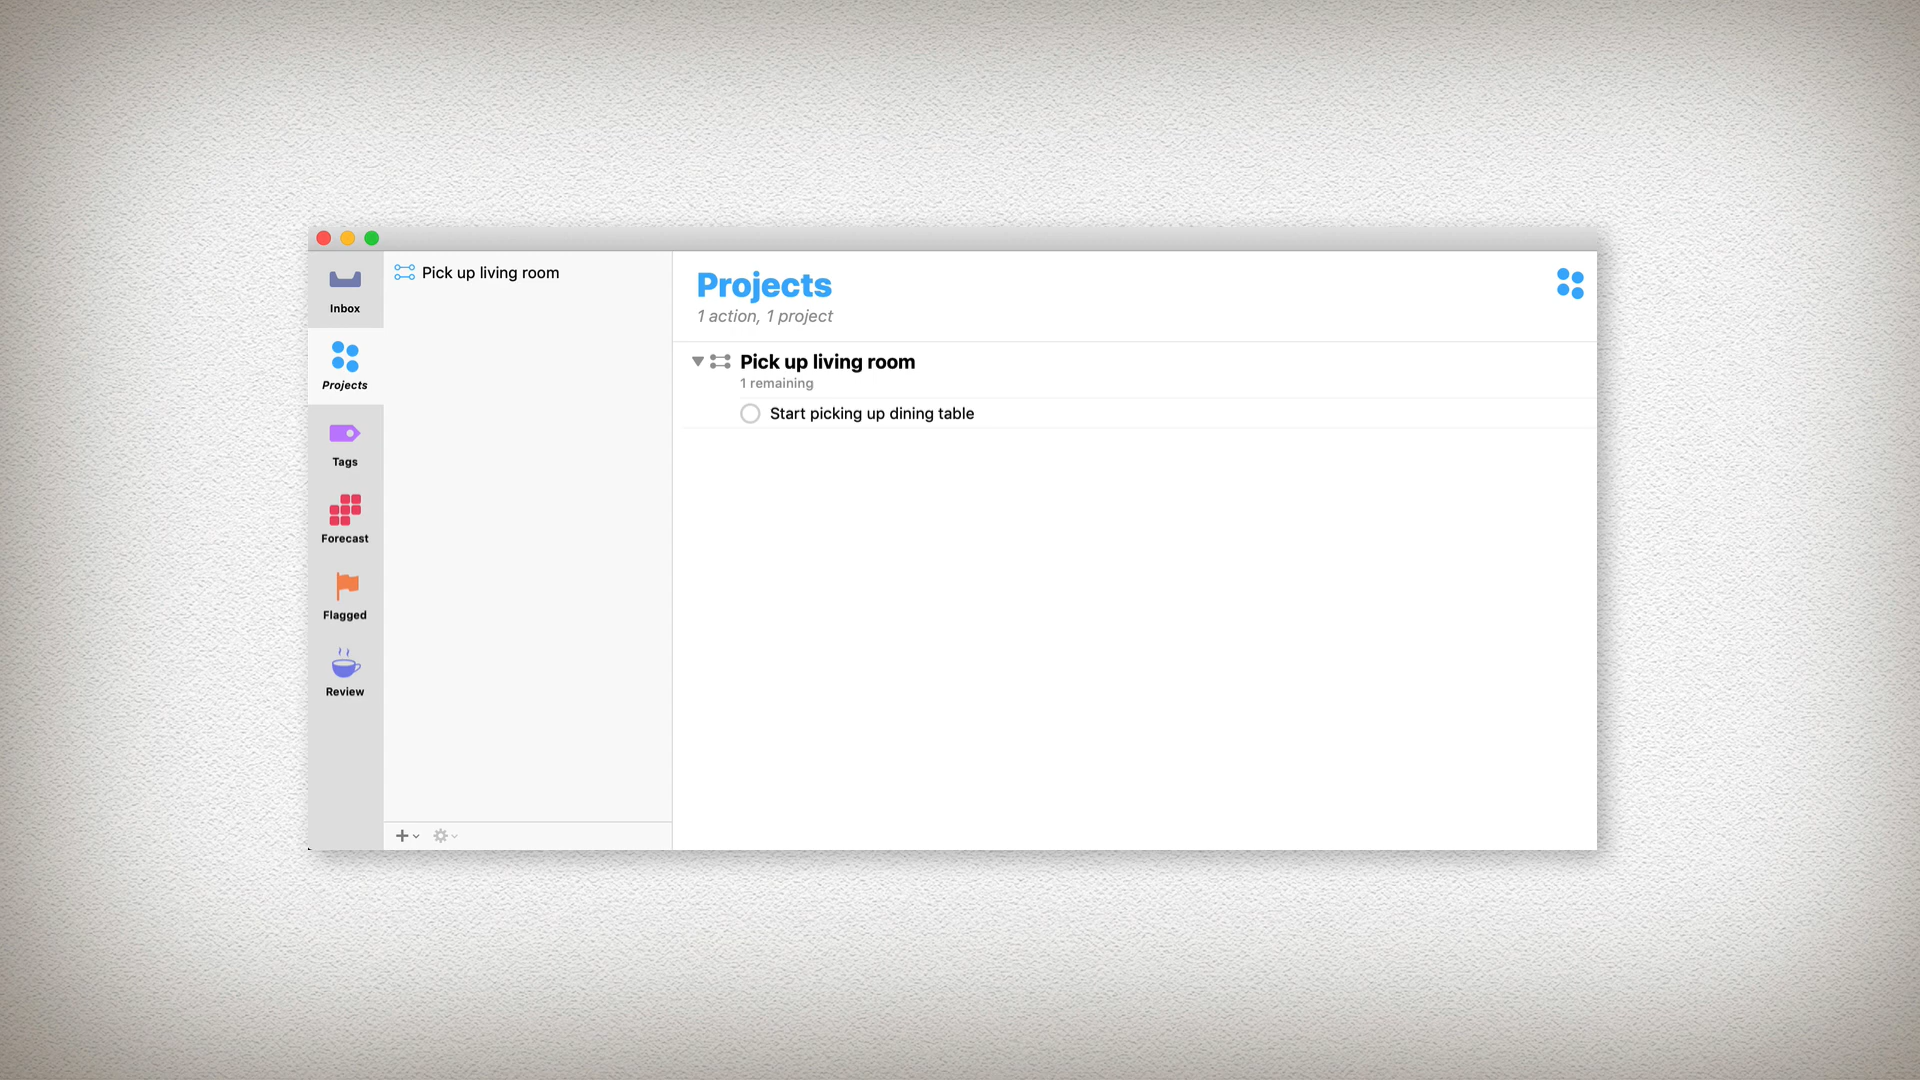 Inbox
Projects
Tags
Forecast
Flagged
Review
Pick up living room
Projects
1 action, 1 project
Pick up living room
1 remaining
Start picking up dining table